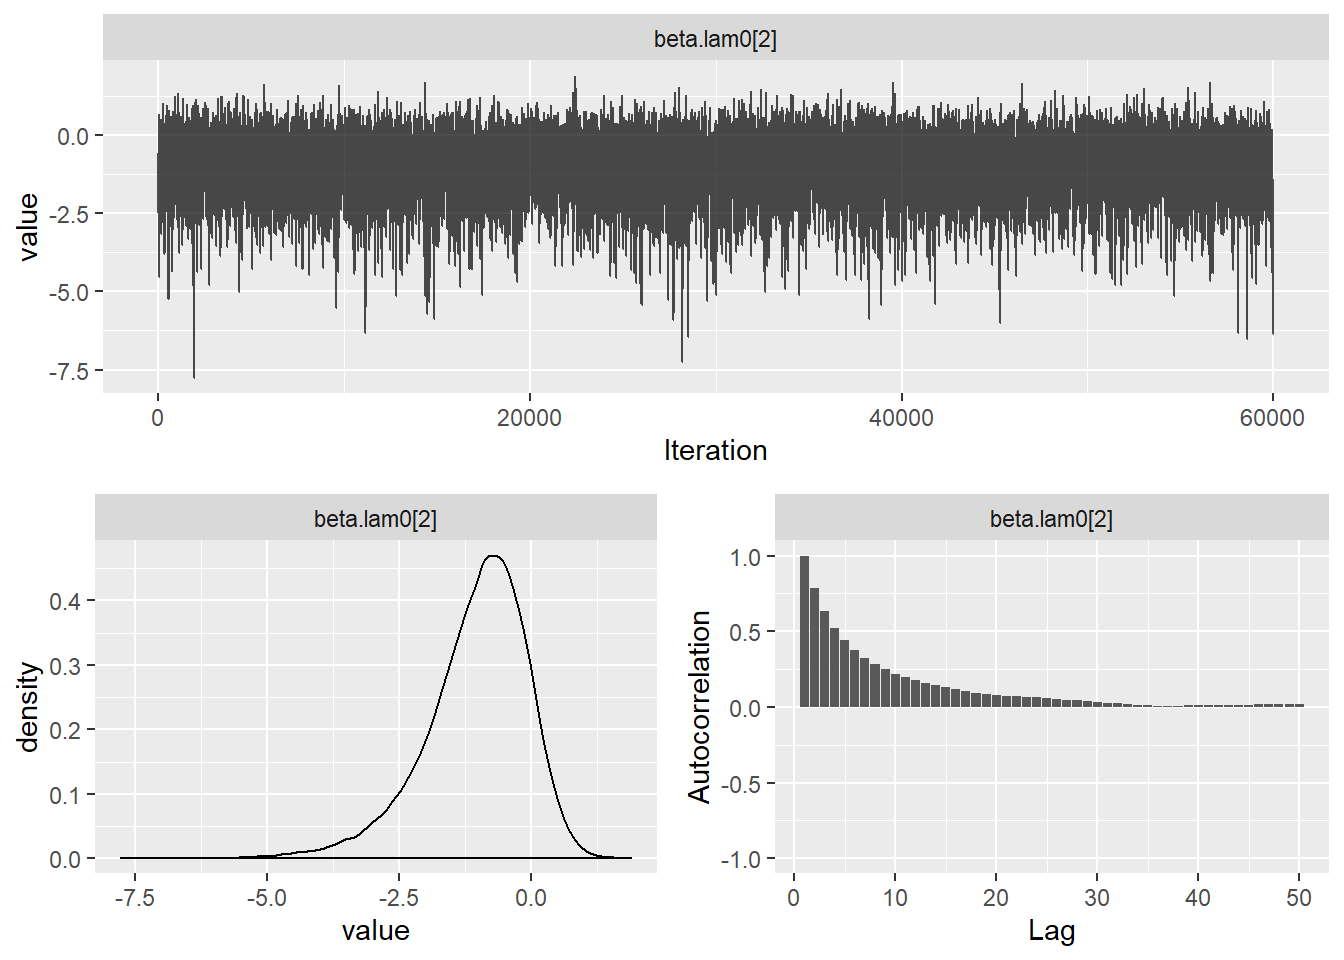 beta.lam0[2]
0.0
-2.5
-5.0
-7.5
value
0 20000 40000 60000
Iteration
beta.lam0[2]
0.4
0.3
0.2
0.1
0.0
density
-7.5 -5.0 -2.5 0.0
value
beta.lam0[2]
1.0
0.5
0.0
-0.5
-1.0
Autocorrelation
0 10 20 30 40 50
Lag